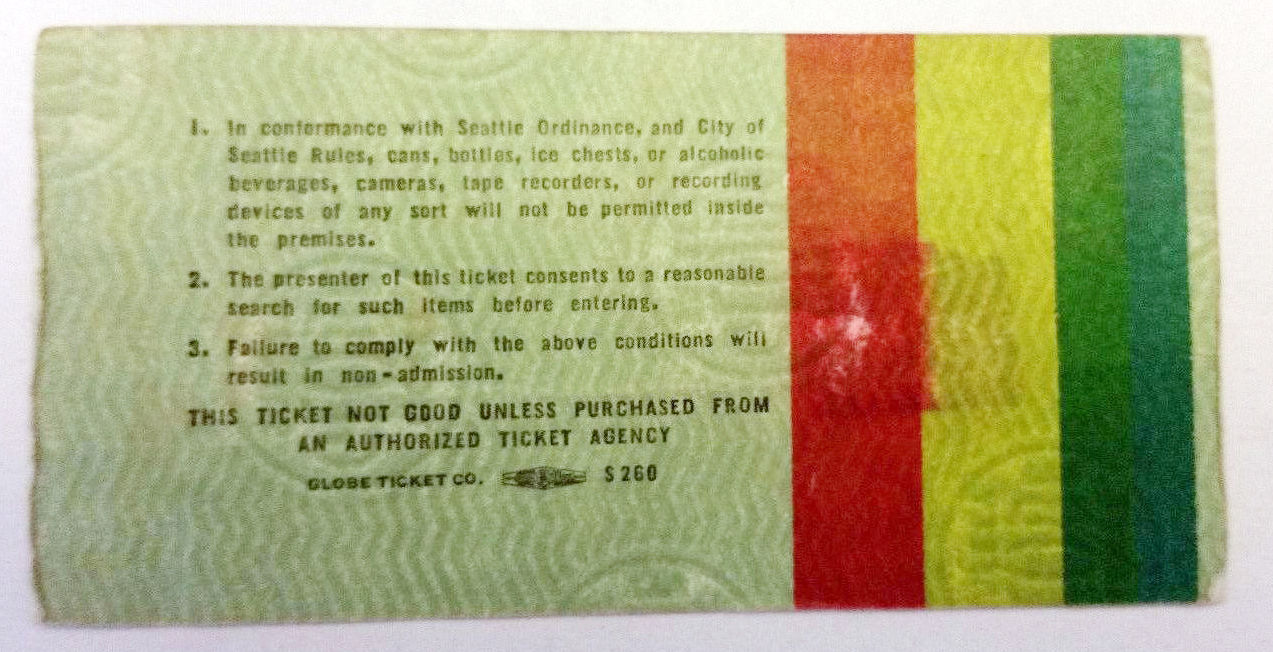 1. In conformance with Seattle Ordinance, and City of
Seattle Rules, cans, bottles, ice chests, or alcoholic
beverages, cameras, tape recorders, or recording
devices of any sort will not be permitted inside
the premises.
2. The presenter of this ticket consents to a reasonable
search for such items before entering.
3. Failure to comply with the above conditions will
result in non-admission.
THIS TICKET NOT GOOD UNLESS PURCHASED FROM
AN AUTHORIZED TICKET AGENCY
GLOBE TICKET CO. S 260